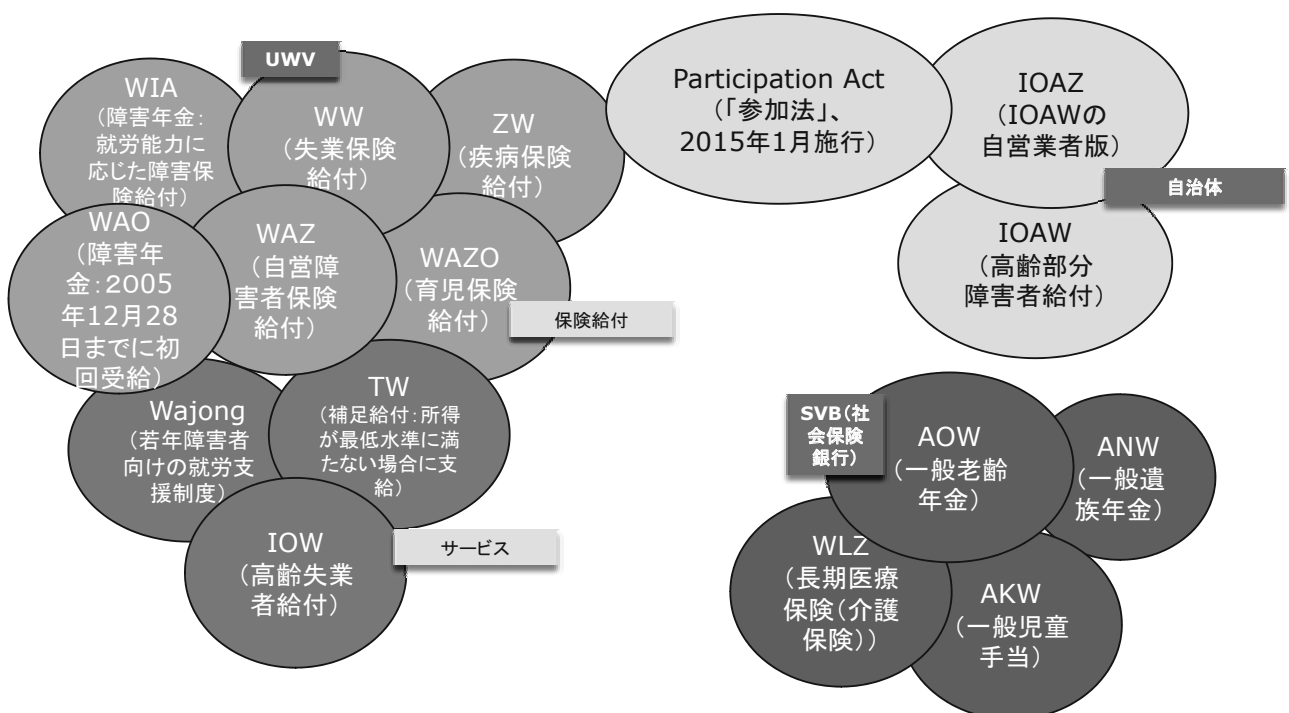 UWV
WIA
（障害年金：
就労能力に
応じた障害保
険給付）
WW
（失業保険
給付）
ZW
（疾病保険
給付）
WAO
（障害年
金：２００５
年12月28
日までに初
回受給）
WAZ
（自営障
害者保険
給付）
WAZO
（育児保険
給付）
保険給付
Wajong
（若年障害者
向けの就労支
援制度）
TW
（補足給付：所得
が最低水準に満
たない場合に支
給）
IOW
（高齢失業
者給付）
サービス
Participation Act
（「参加法」、
2015年1月施行）
IOAZ
（IOAWの
自営業者版）
自治体
IOAW
（高齢部分
障害者給付）
SVB（社
会保険
銀行）
AOW
（一般老齢
年金）
ANW
（一般遺
族年金）
WLZ
（長期医療
保険（介護
保険））
AKW
（一般児童
手当）